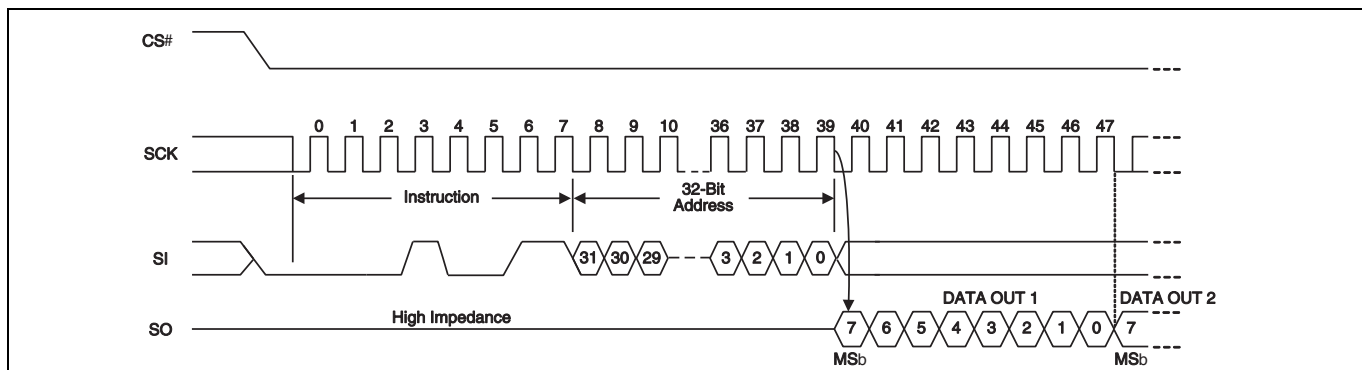 CS#
0 1 2 3 4 5 6 7 8 9 10 36 37 38 39 40 41 42 43 44 45 46 47
SCK
Instruction
32-Bit
Address
SI
31 30 29 3 2 1 0
DATA OUT 1 DATA OUT 2
High Impedance
SO
7 6 5 4 3 2 1 0 7
MSb MSb